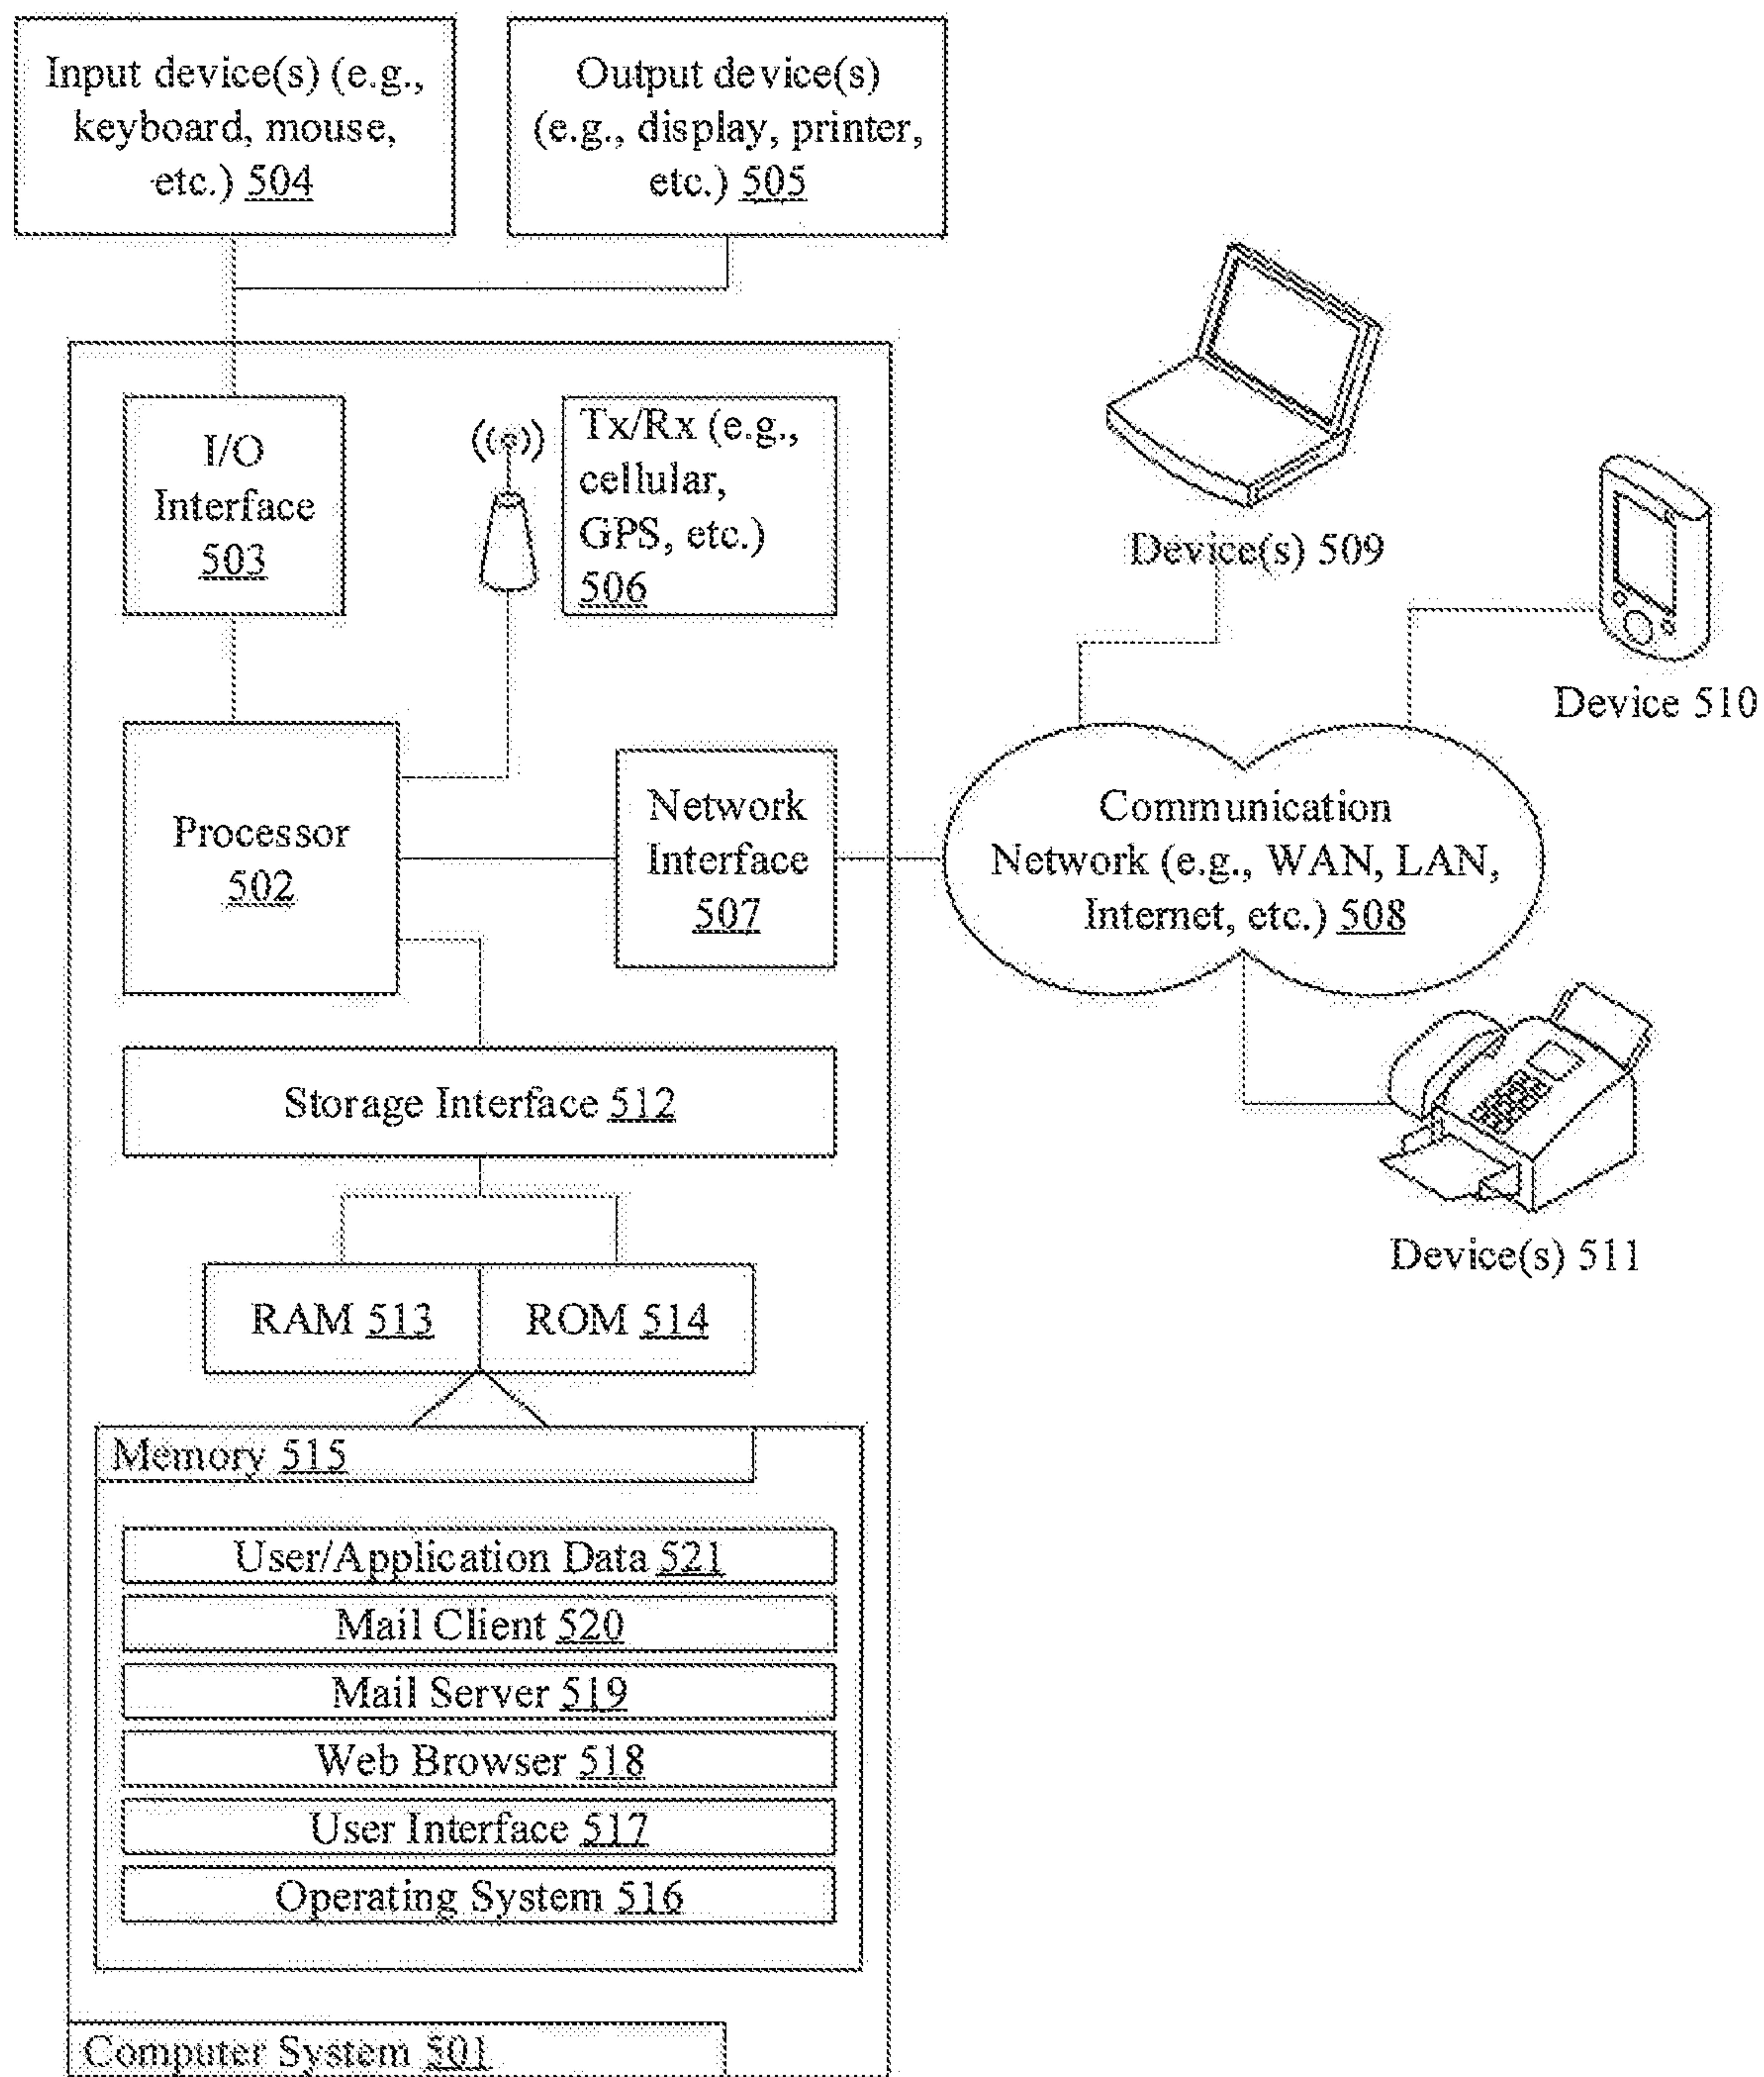 Input device(s) (e.g.,
keyboard, mouse,
etc.) 504
Output device(s)
(e.g., display, printer,
etc.) 505
I/O
Interface
503
Tx/Rx (e.g.,
cellular,
GPS, etc.)
506
Device(s) 509
Device 510
Processor
502
Network
Interface
507
Communication
Network (e.g., WAN, LAN,
Internet, etc.) 508
Storage Interface 512
Device(s) 511
RAM 513
ROM 514
Memory 515
User/Application Data 521
Mail Client 520
Mail Server 519
Web Browser 518
User Interface 517
Operating System 516
Computer System 501